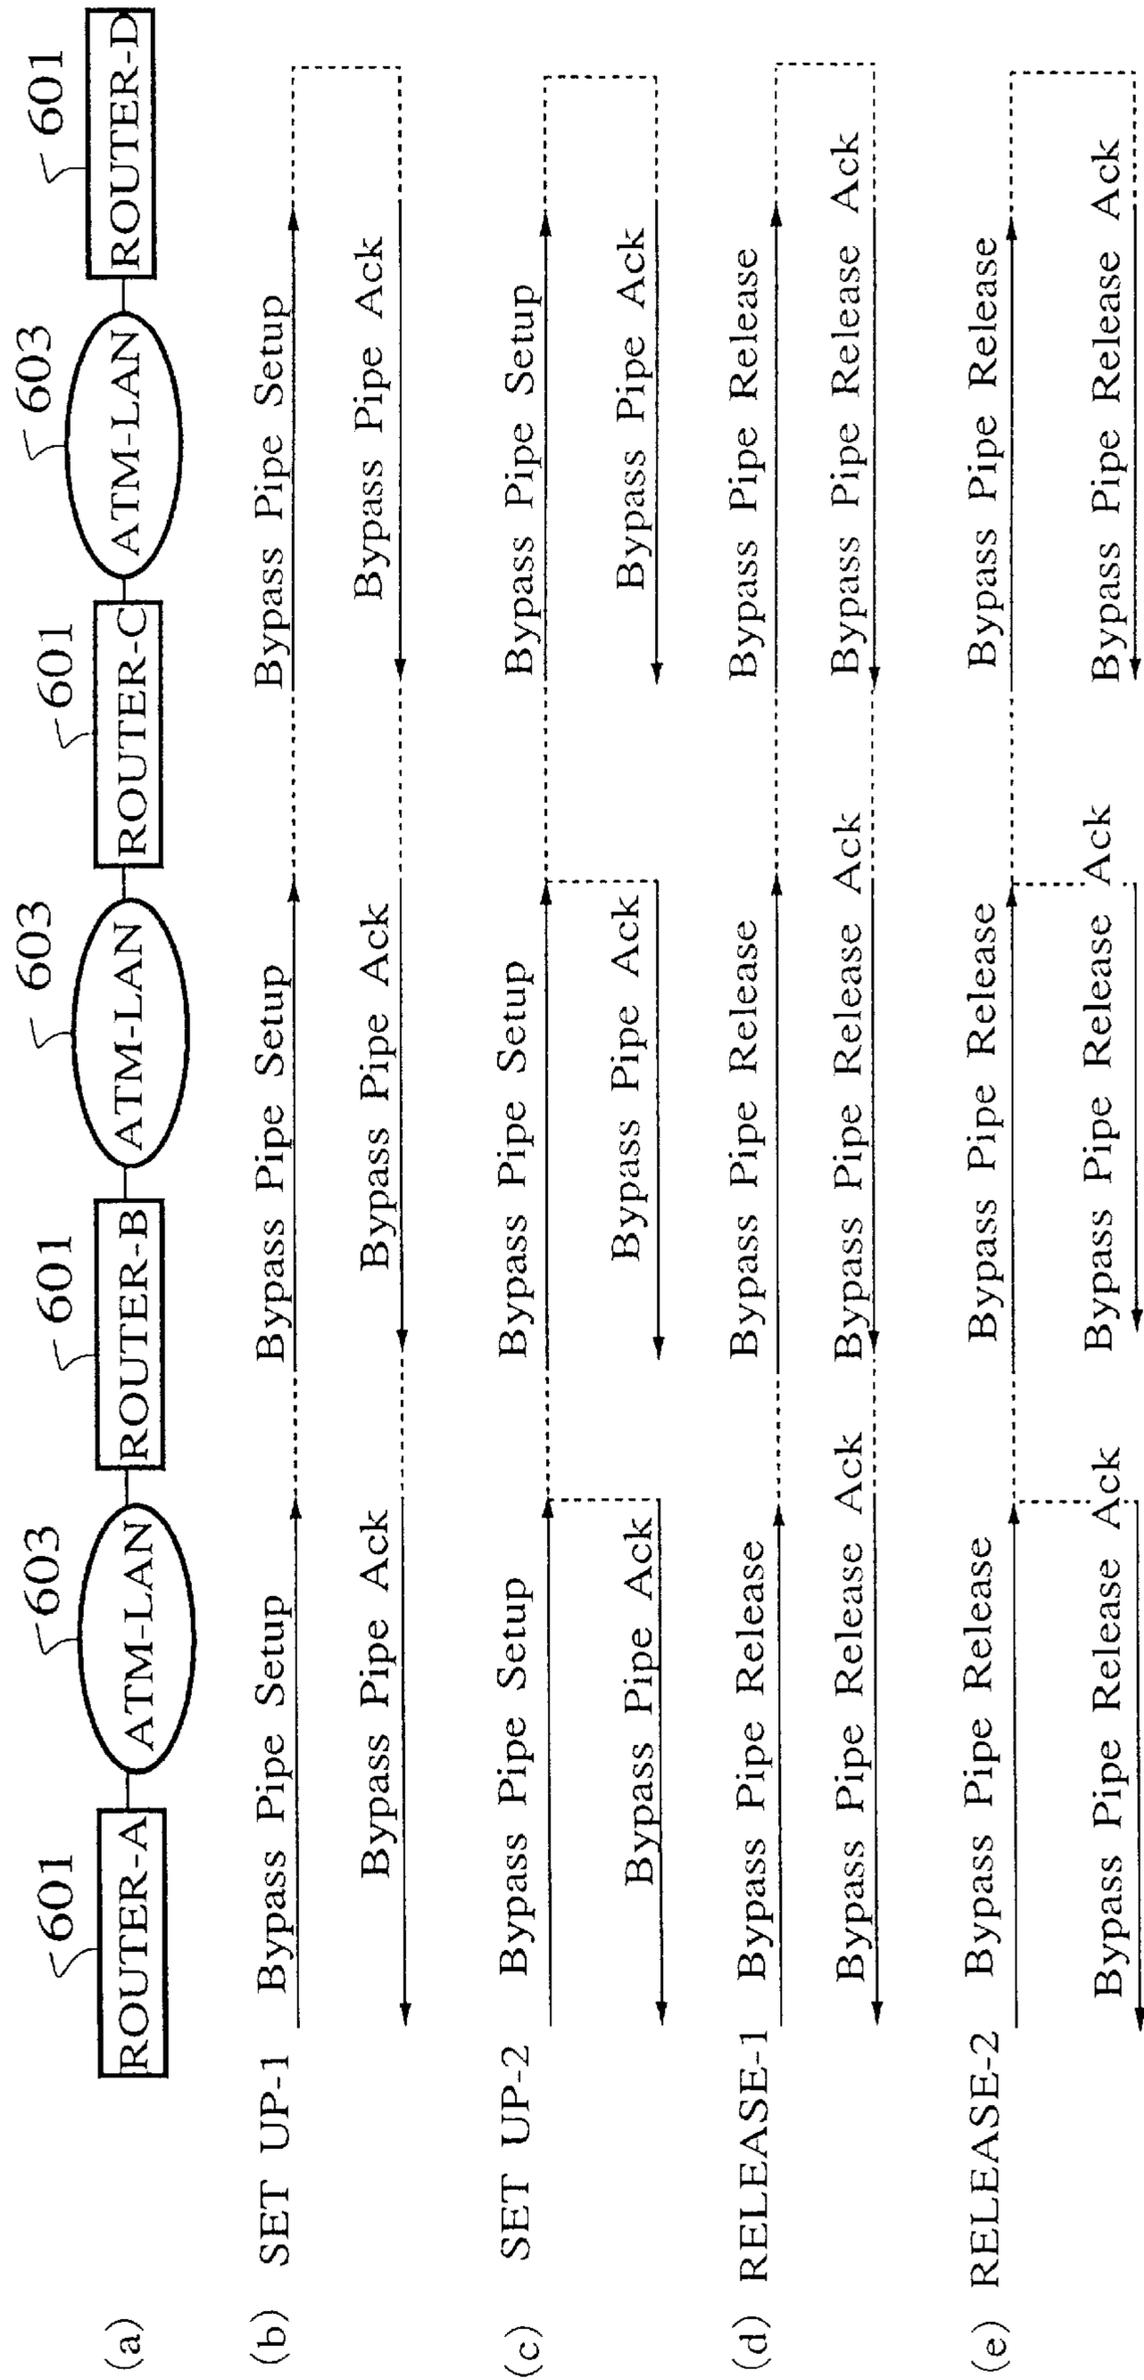 601
603
601
603
601
603
601
(a)
ROUTER-A
ATM-LAN
ROUTER-B
ATM-LAN
ROUTER-C
ATM-LAN
ROUTER-D
(b) SET UP-1
Bypass Pipe Setup
Bypass Pipe Setup
Bypass Pipe Setup
Bypass Pipe Ack
Bypass Pipe Ack
Bypass Pipe Ack
(c) SET UP-2
Bypass Pipe Setup
Bypass Pipe Setup
Bypass Pipe Setup
Bypass Pipe Ack
Bypass Pipe Ack
Bypass Pipe Ack
(d) RELEASE-1
Bypass Pipe Release
Bypass Pipe Release
Bypass Pipe Release
Bypass Pipe Release Ack
Bypass Pipe Release Ack
Bypass Pipe Release Ack
(e) RELEASE-2
Bypass Pipe Release
Bypass Pipe Release
Bypass Pipe Release
Bypass Pipe Release Ack
Bypass Pipe Release Ack
Bypass Pipe Release Ack